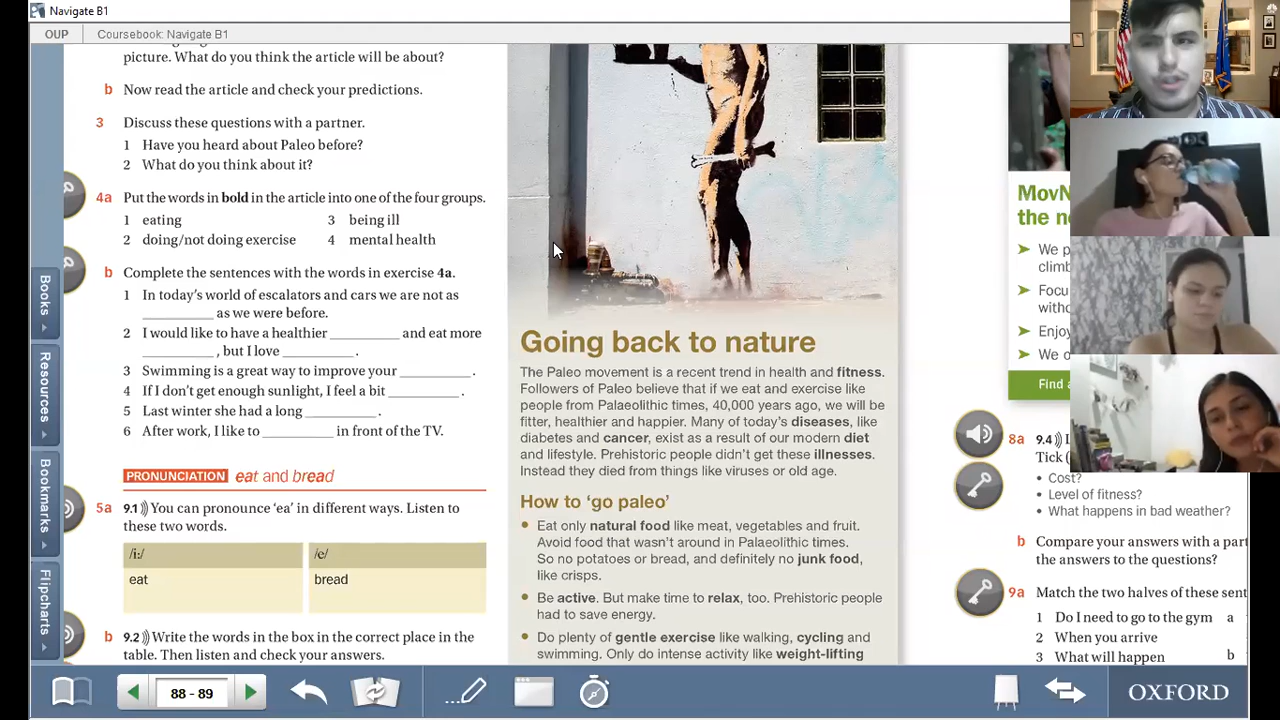 Navigate B1
OUP
Coursebook: Navigate B1
picture. What do you think the article will be about?
b Now read the article and check your predictions.
3 Discuss these questions with a partner.
1 Have you heard about Paleo before?
2 What do you think about it?
4a Put the words in bold in the article into one of the four groups.
1 eating
3 being ill
2 doing/not doing exercise
4 mental health
b Complete the sentences with the words in exercise 4a.
1 In today's world of escalators and cars we are not as
__________ as we were before.
2 I would like to have a healthier __________ and eat more
__________ , but I love __________ .
3 Swimming is a great way to improve your __________ .
4 If I don't get enough sunlight, I feel a bit __________ .
5 Last winter she had a long __________ .
6 After work, I like to __________ in front of the TV.
PRONUNCIATION eat and bread
5a 9.1 You can pronounce 'ea' in different ways. Listen to
these two words.
/iː/
/e/
eat
bread
b 9.2 Write the words in the box in the correct place in the
table. Then listen and check your answers.
Going back to nature
The Paleo movement is a recent trend in health and fitness.
Followers of Paleo believe that if we eat and exercise like
people from Palaeolithic times, 40,000 years ago, we will be
fitter, healthier and happier. Many of today's diseases, like
diabetes and cancer, exist as a result of our modern diet
and lifestyle. Prehistoric people didn't get these illnesses.
Instead they died from things like viruses or old age.
How to 'go paleo'
• Eat only natural food like meat, vegetables and fruit.
Avoid food that wasn't around in Palaeolithic times.
So no potatoes or bread, and definitely no junk food,
like crisps.
• Be active. But make time to relax, too. Prehistoric people
had to save energy.
• Do plenty of gentle exercise like walking, cycling and
swimming. Only do intense activity like weight-lifting
MovN
the n
We p
climb
Focu
witho
Enjoy
We o
Find a
8a 9.4
Tick (
• Cost?
• Level of fitness?
• What happens in bad weather?
b Compare your answers with a part
the answers to the questions?
9a Match the two halves of these sent
1 Do I need to go to the gym a
2 When you arrive
3 What will happen b
Books
Resources
Bookmarks
Flipcharts
88 - 89
OXFORD